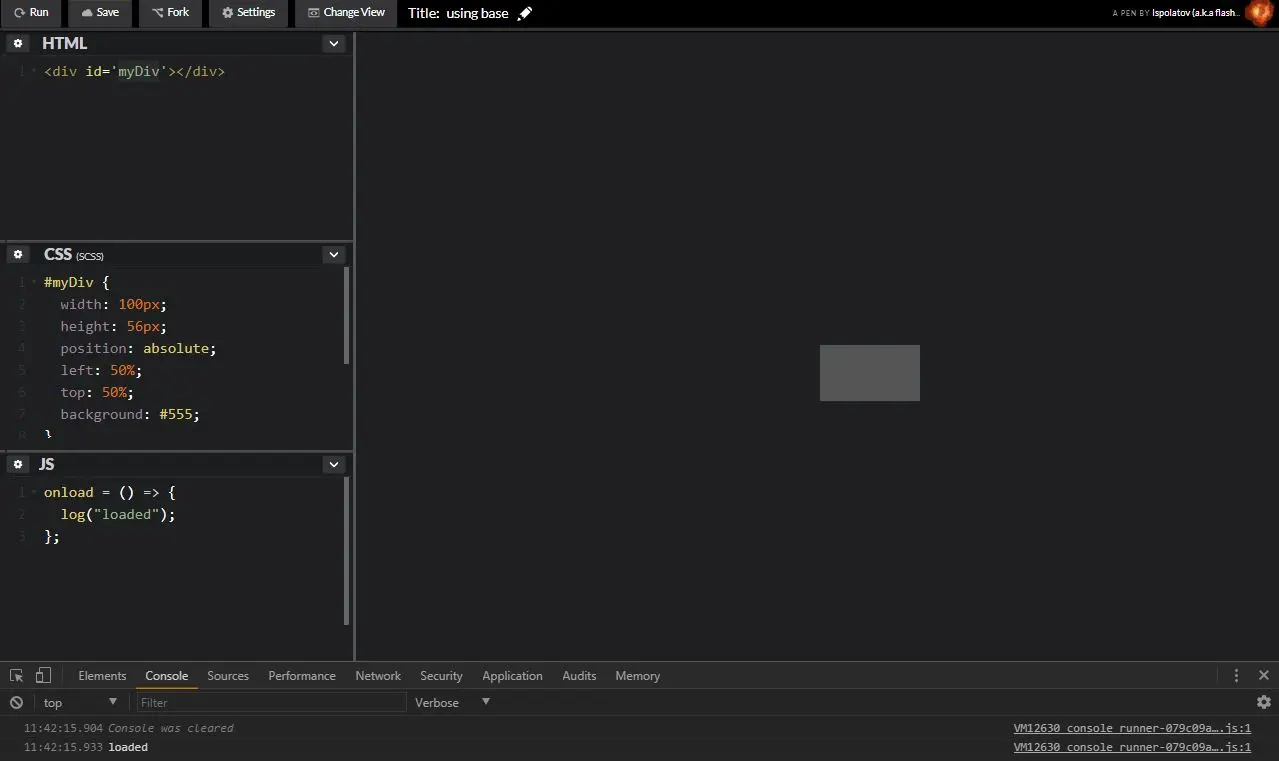 Run Save Fork Settings Change View Title: using base A PEN BY Ispolatov (a.k.a flash...
HTML
1 <div id='myDiv'></div>
CSS (SCSS)
1 #myDiv {
2 width: 100px;
3 height: 56px;
4 position: absolute;
5 left: 50%;
6 top: 50%;
7 background: #555;
8 }
JS
1 onload = () => {
2 log("loaded");
3 };
Elements Console Sources Performance Network Security Application Audits Memory
top Filter Verbose
11:42:15.904 Console was cleared VM12630 console runner-079c09a….js:1
11:42:15.933 loaded VM12630 console runner-079c09a….js:1